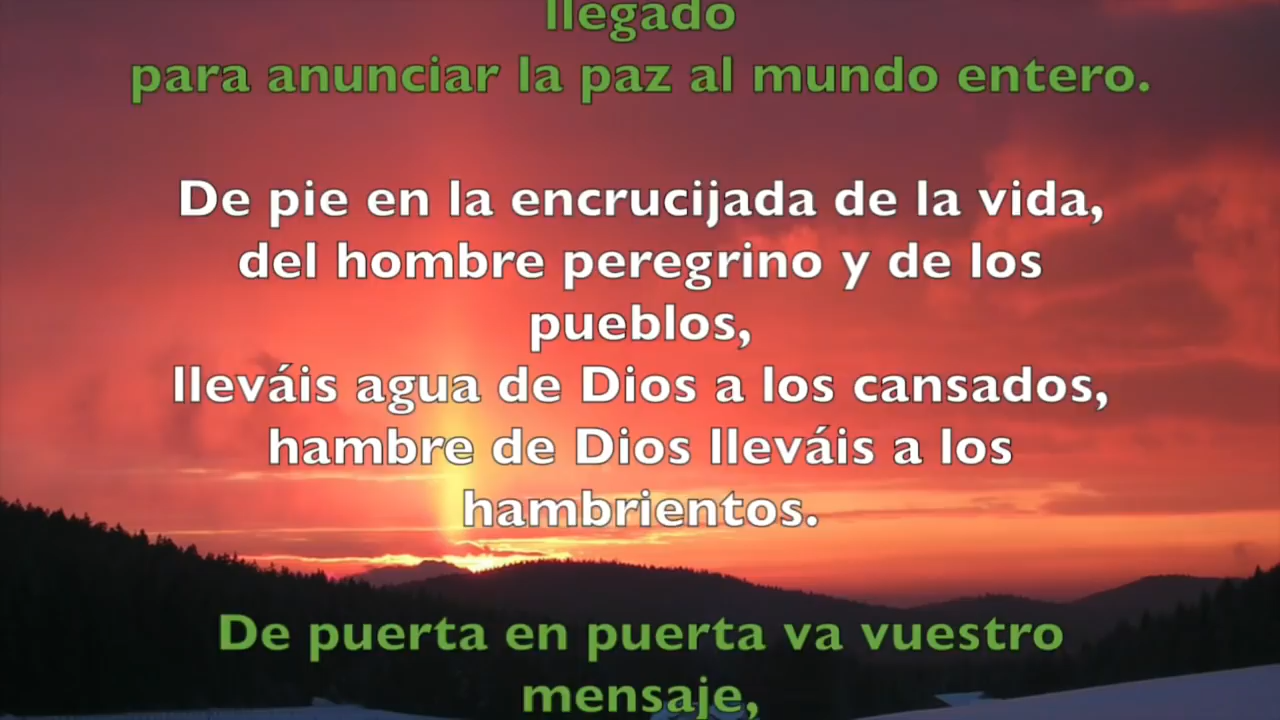 llegado
para anunciar la paz al mundo entero.
De pie en la encrucijada de la vida,
del hombre peregrino y de los
pueblos,
lleváis agua de Dios a los cansados,
hambre de Dios lleváis a los
hambrientos.
De puerta en puerta va vuestro
mensaje,